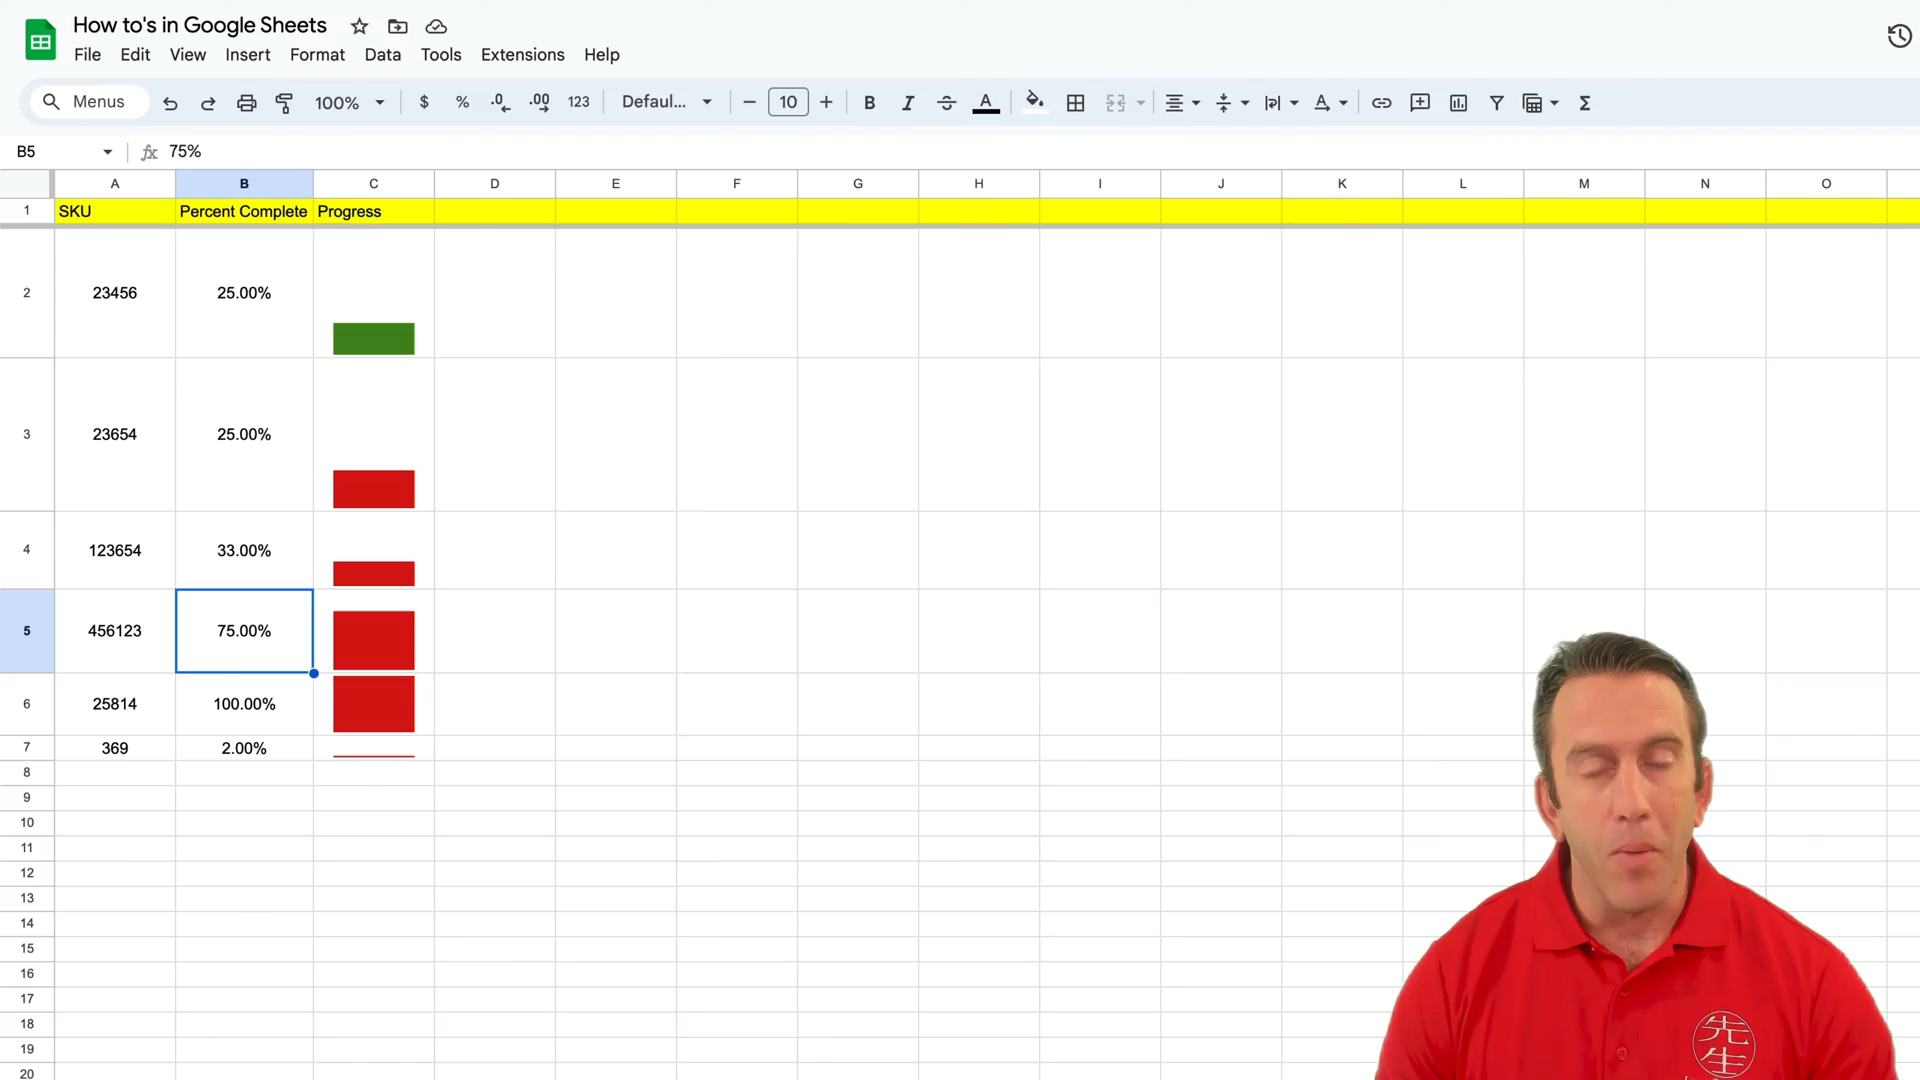 How to's in Google Sheets
File Edit View Insert Format Data Tools Extensions Help
Menus 100% $ % .0 .00 123 Defaul... 10 B I S A A Σ
B5 fx 75%
A B C D E F G H I J K L M N O
1 SKU Percent Complete Progress
2 23456 25.00%
3 23654 25.00%
4 123654 33.00%
5 456123 75.00%
6 25814 100.00%
7 369 2.00%
8
9
10
11
12
13
14
15
16
17
18
19
20
先
生